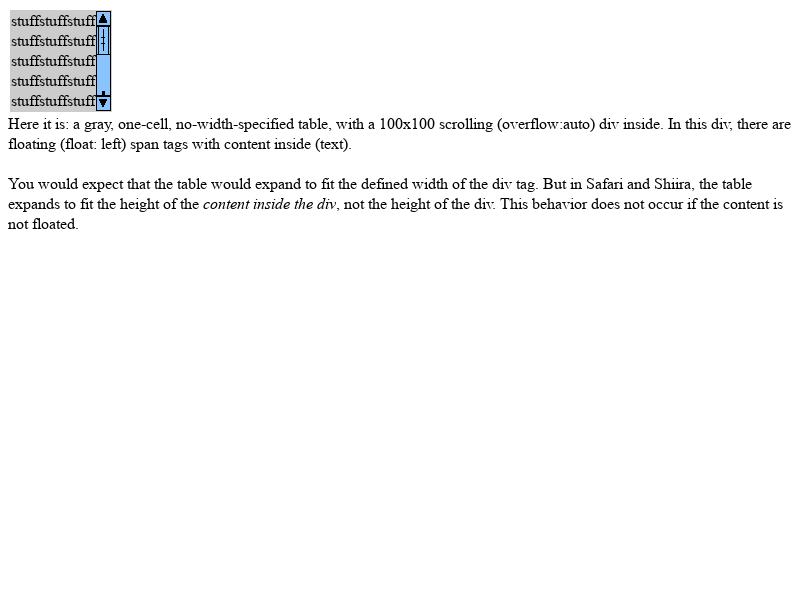 stuffstuffstuff
stuffstuffstuff
stuffstuffstuff
stuffstuffstuff
stuffstuffstuff
Here it is: a gray, one-cell, no-width-specified table, with a 100x100 scrolling (overflow:auto) div inside. In this div, there are
floating (float: left) span tags with content inside (text).
You would expect that the table would expand to fit the defined width of the div tag. But in Safari and Shiira, the table
expands to fit the height of the content inside the div, not the height of the div. This behavior does not occur if the content is
not floated.